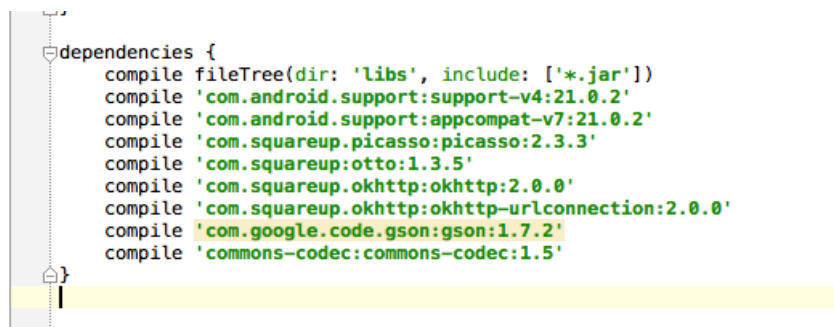 dependencies {
compile fileTree(dir: 'libs', include: ['*.jar'])
compile 'com.android.support:support-v4:21.0.2'
compile 'com.android.support:appcompat-v7:21.0.2'
compile 'com.squareup.picasso:picasso:2.3.3'
compile 'com.squareup:otto:1.3.5'
compile 'com.squareup.okhttp:okhttp:2.0.0'
compile 'com.squareup.okhttp:okhttp-urlconnection:2.0.0'
compile 'com.google.code.gson:gson:1.7.2'
compile 'commons-codec:commons-codec:1.5'
}